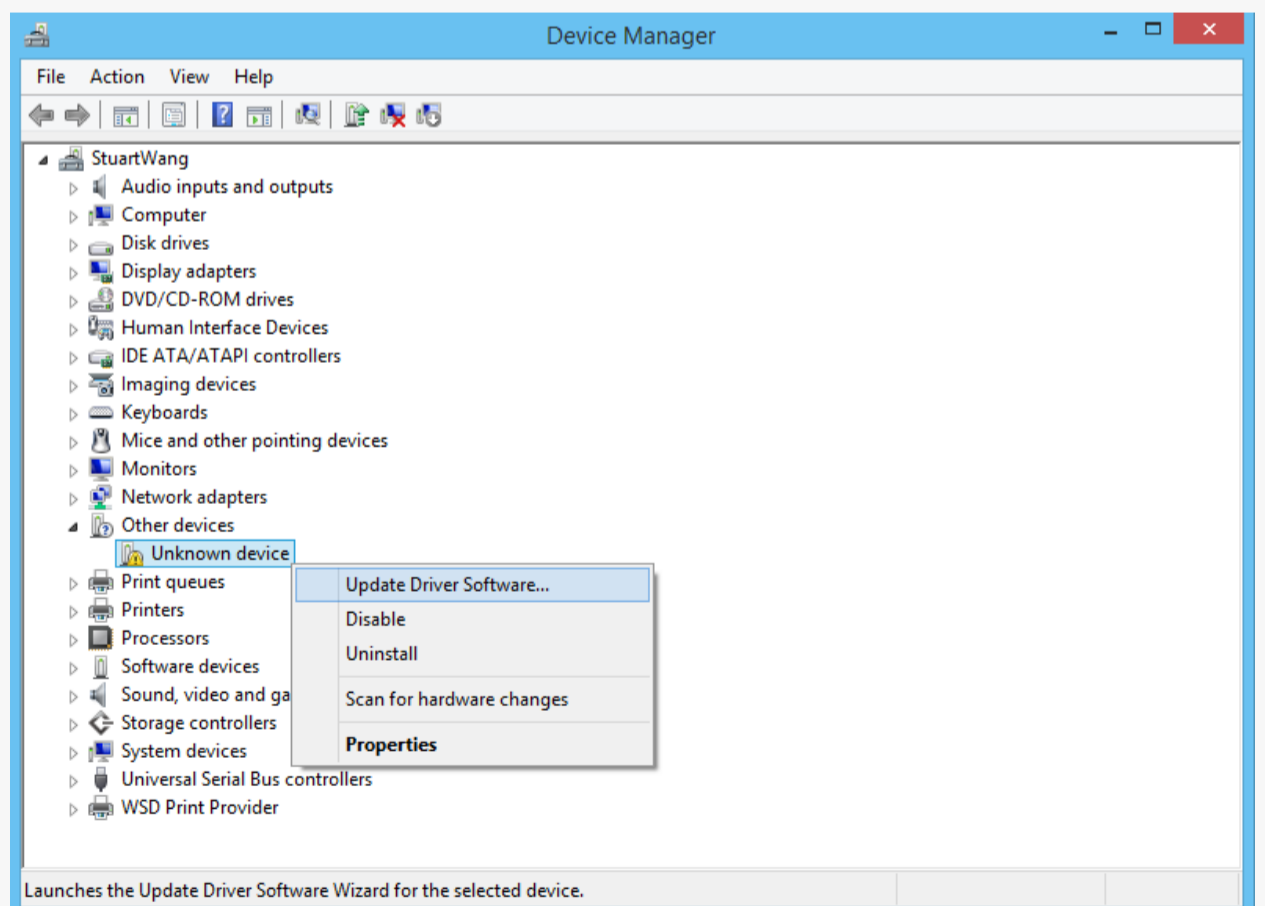 Device Manager
File Action View Help
StuartWang
Audio inputs and outputs
Computer
Disk drives
Display adapters
DVD/CD-ROM drives
Human Interface Devices
IDE ATA/ATAPI controllers
Imaging devices
Keyboards
Mice and other pointing devices
Monitors
Network adapters
Other devices
Unknown device
Print queues
Printers
Processors
Software devices
Sound, video and ga
Storage controllers
System devices
Universal Serial Bus controllers
WSD Print Provider
Update Driver Software...
Disable
Uninstall
Scan for hardware changes
Properties
Launches the Update Driver Software Wizard for the selected device.